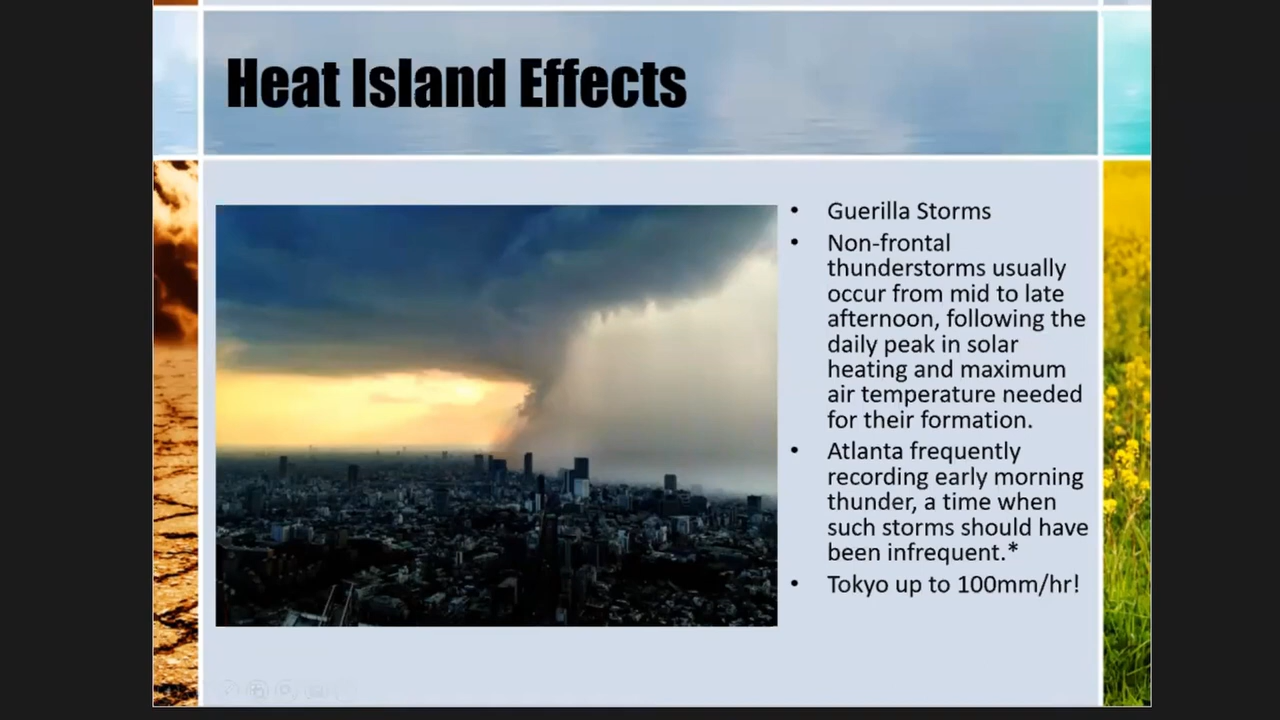 Heat Island Effects
• Guerilla Storms
• Non-frontal
thunderstorms usually
occur from mid to late
afternoon, following the
daily peak in solar
heating and maximum
air temperature needed
for their formation.
• Atlanta frequently
recording early morning
thunder, a time when
such storms should have
been infrequent.*
• Tokyo up to 100mm/hr!